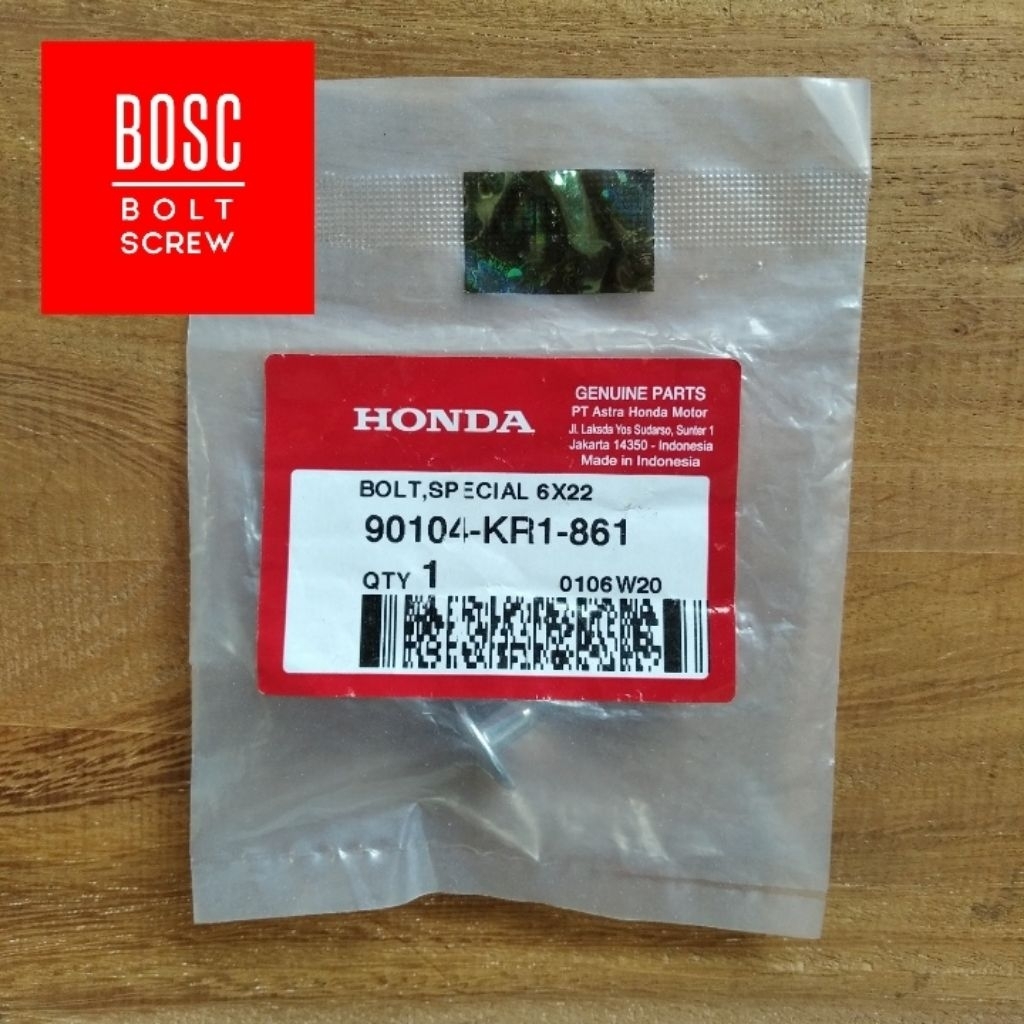 BOSC
BOLT
SCREW
HONDA
GENUINE PARTS
PT Astra Honda Motor
Jl. Laksda Yos Sudarso, Sunter 1
Jakarta 14350 - Indonesia
Made in Indonesia
BOLT,SPECIAL 6X22
90104-KR1-861
QTY 1 0106 W20